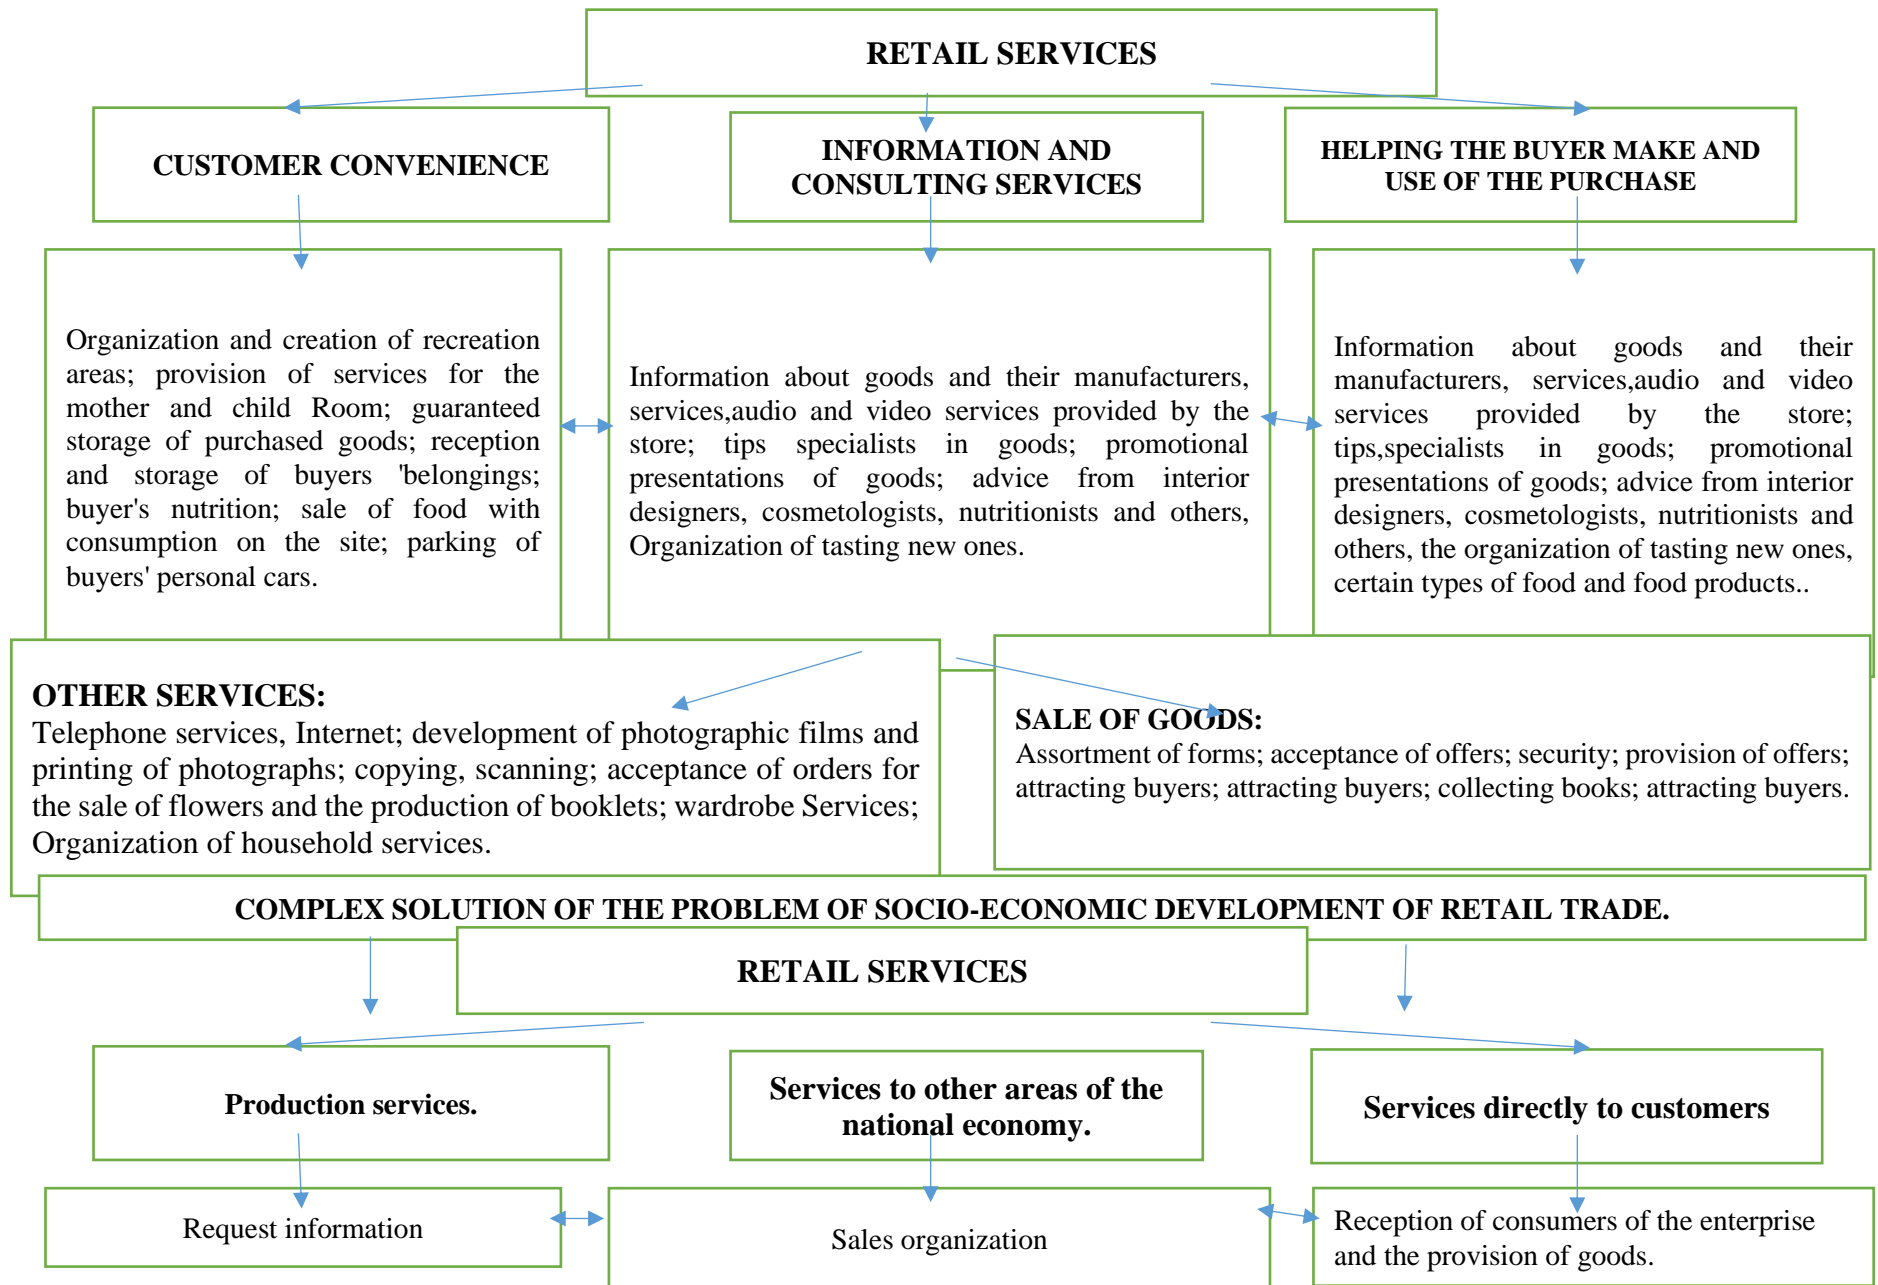 RETAIL SERVICES
CUSTOMER CONVENIENCE
INFORMATION AND
CONSULTING SERVICES
HELPING THE BUYER MAKE AND
USE OF THE PURCHASE
Organization and creation of recreation
areas; provision of services for the
mother and child Room; guaranteed
storage of purchased goods; reception
and storage of buyers 'belongings;
buyer's nutrition; sale of food with
consumption on the site; parking of
buyers' personal cars.
Information about goods and their manufacturers,
services,audio and video services provided by the
store; tips specialists in goods; promotional
presentations of goods; advice from interior
designers, cosmetologists, nutritionists and others,
Organization of tasting new ones.
Information about goods and their
manufacturers, services,audio and video
services provided by the store;
tips,specialists in goods; promotional
presentations of goods; advice from interior
designers, cosmetologists, nutritionists and
others, the organization of tasting new ones,
certain types of food and food products..
OTHER SERVICES:
Telephone services, Internet; development of photographic films and
printing of photographs; copying, scanning; acceptance of orders for
the sale of flowers and the production of booklets; wardrobe Services;
Organization of household services.
SALE OF GOODS:
Assortment of forms; acceptance of offers; security; provision of offers;
attracting buyers; attracting buyers; collecting books; attracting buyers.
COMPLEX SOLUTION OF THE PROBLEM OF SOCIO-ECONOMIC DEVELOPMENT OF RETAIL TRADE.
RETAIL SERVICES
Production services.
Services to other areas of the
national economy.
Services directly to customers
Request information
Sales organization
Reception of consumers of the enterprise
and the provision of goods.